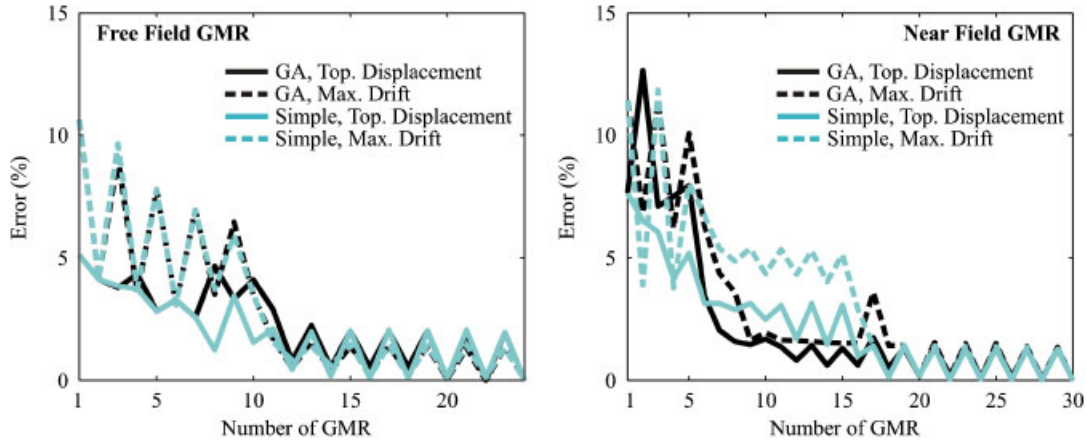 15
Free Field GMR
GA, Top. Displacement
GA, Max. Drift
Simple, Top. Displacement
Simple, Max. Drift
10
5
0
Error (%)
1 5 10 15 20
Number of GMR
15
Near Field GMR
GA, Top. Displacement
GA, Max. Drift
Simple, Top. Displacement
Simple, Max. Drift
10
5
0
Error (%)
1 5 10 15 20 25 30
Number of GMR